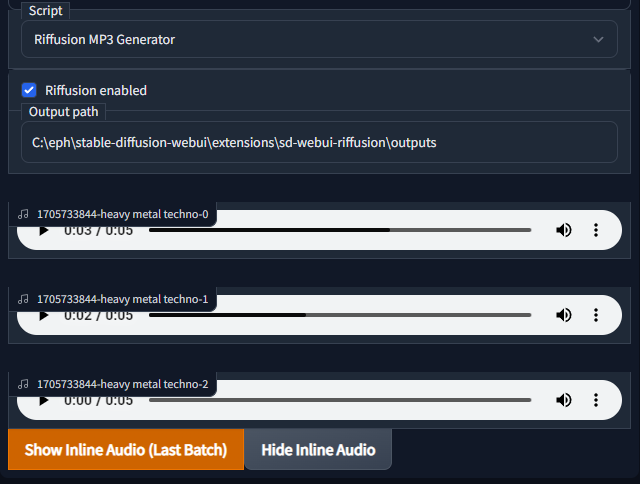 Script
Riffusion MP3 Generator
Riffusion enabled
Output path
C:\eph\stable-diffusion-webui\extensions\sd-webui-riffusion\outputs
1705733844-heavy metal techno-0
0:03 / 0:05
1705733844-heavy metal techno-1
0:02 / 0:05
1705733844-heavy metal techno-2
0:00 / 0:05
Show Inline Audio (Last Batch)
Hide Inline Audio